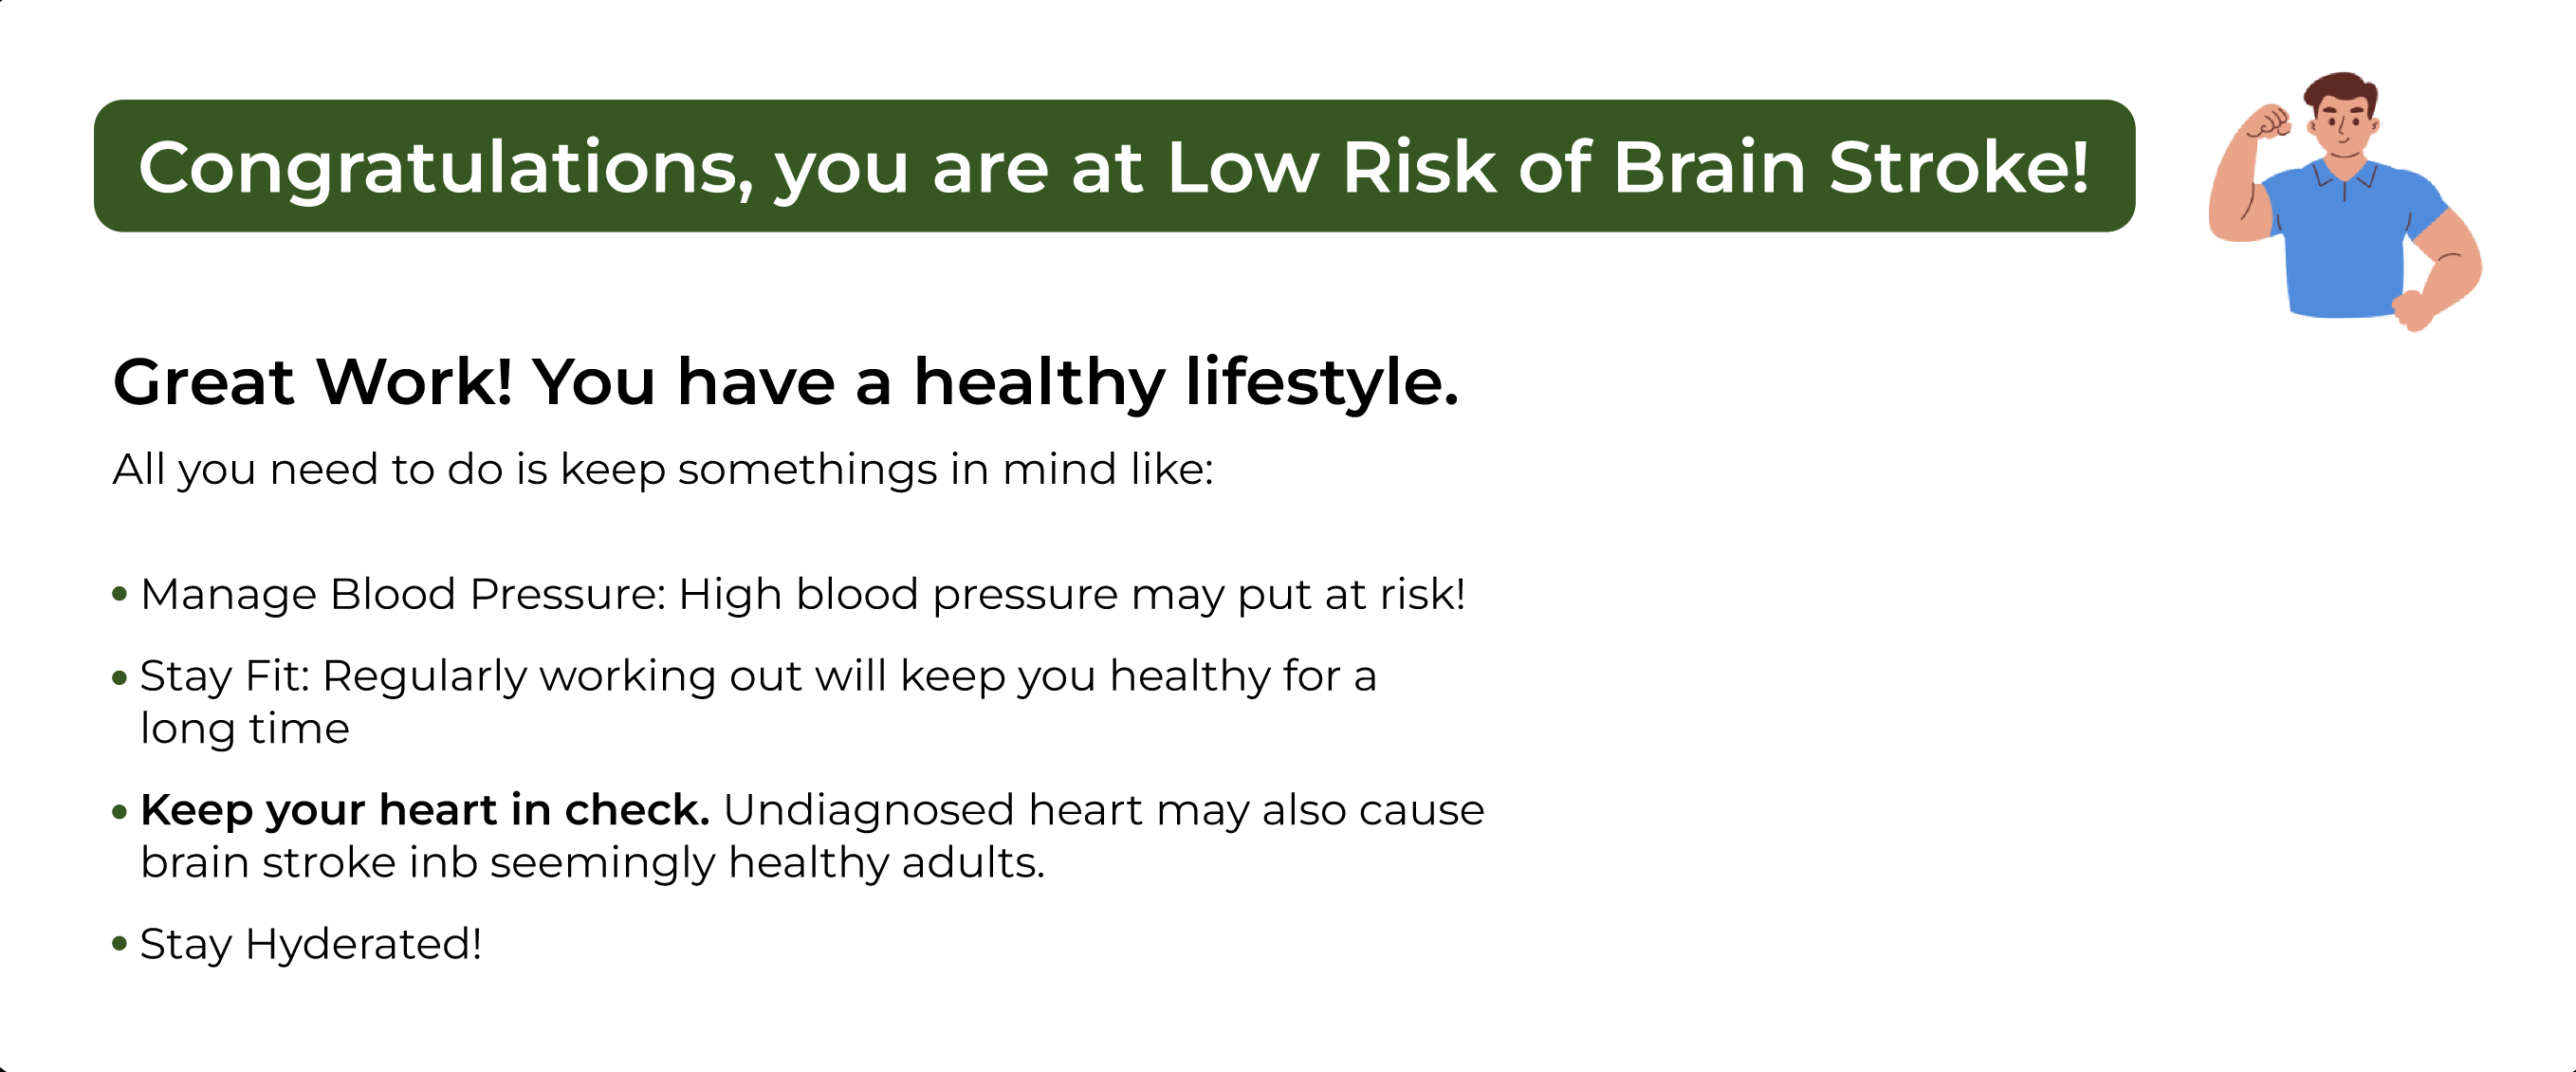 Congratulations, you are at Low Risk of Brain Stroke!
Great Work! You have a healthy lifestyle.
All you need to do is keep somethings in mind like:
• Manage Blood Pressure: High blood pressure may put at risk!
• Stay Fit: Regularly working out will keep you healthy for a
long time
• Keep your heart in check. Undiagnosed heart may also cause
brain stroke inb seemingly healthy adults.
• Stay Hyderated!